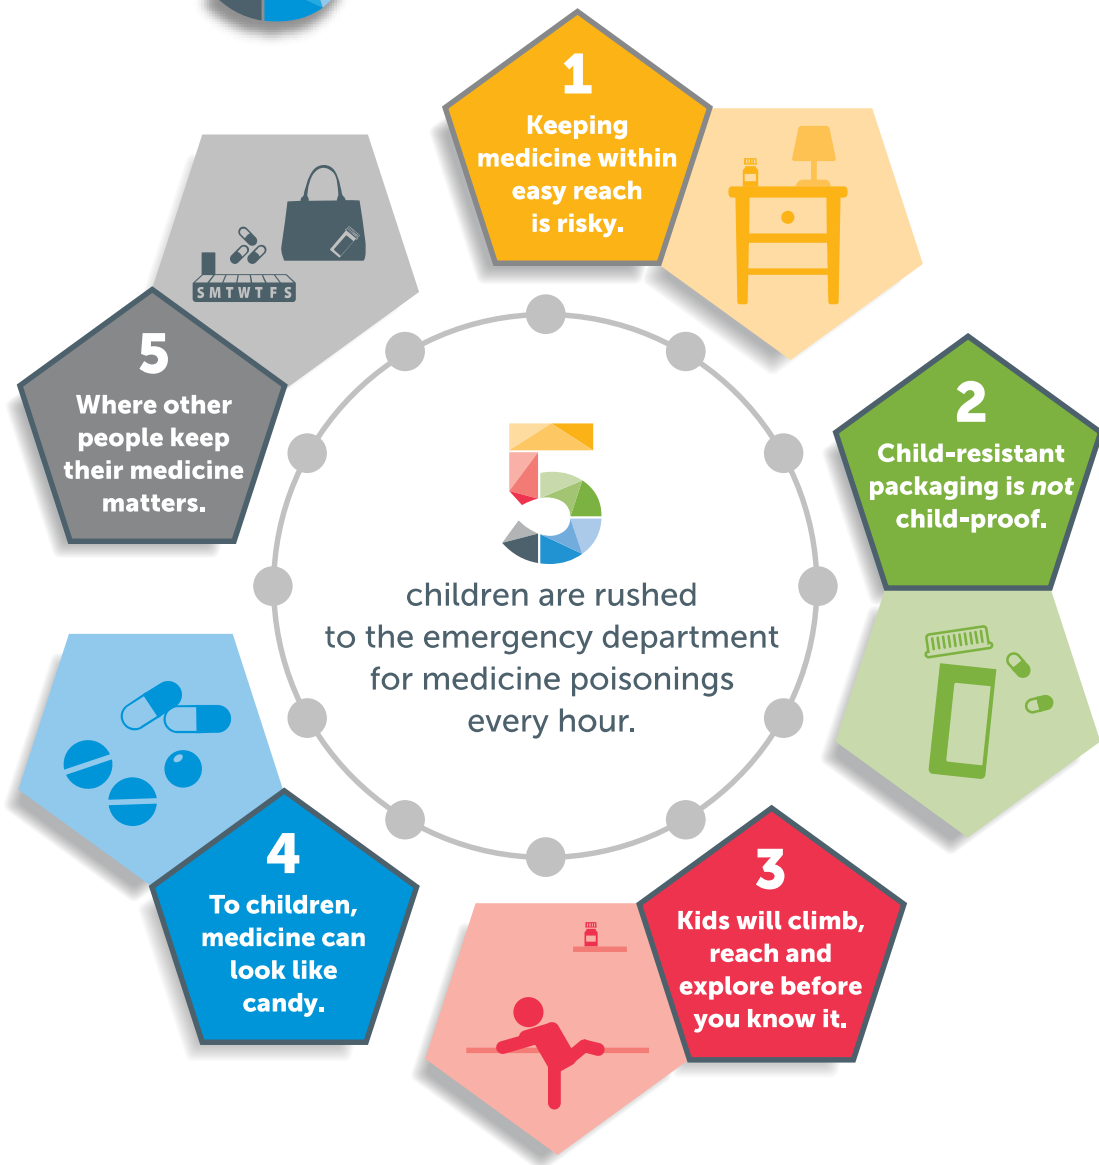 1
Keeping
medicine within
easy reach
is risky.
2
Child-resistant
packaging is not
child-proof.
3
Kids will climb,
reach and
explore before
you know it.
4
To children,
medicine can
look like
candy.
5
Where other
people keep
their medicine
matters.
S M T W T F S
5
children are rushed
to the emergency department
for medicine poisonings
every hour.